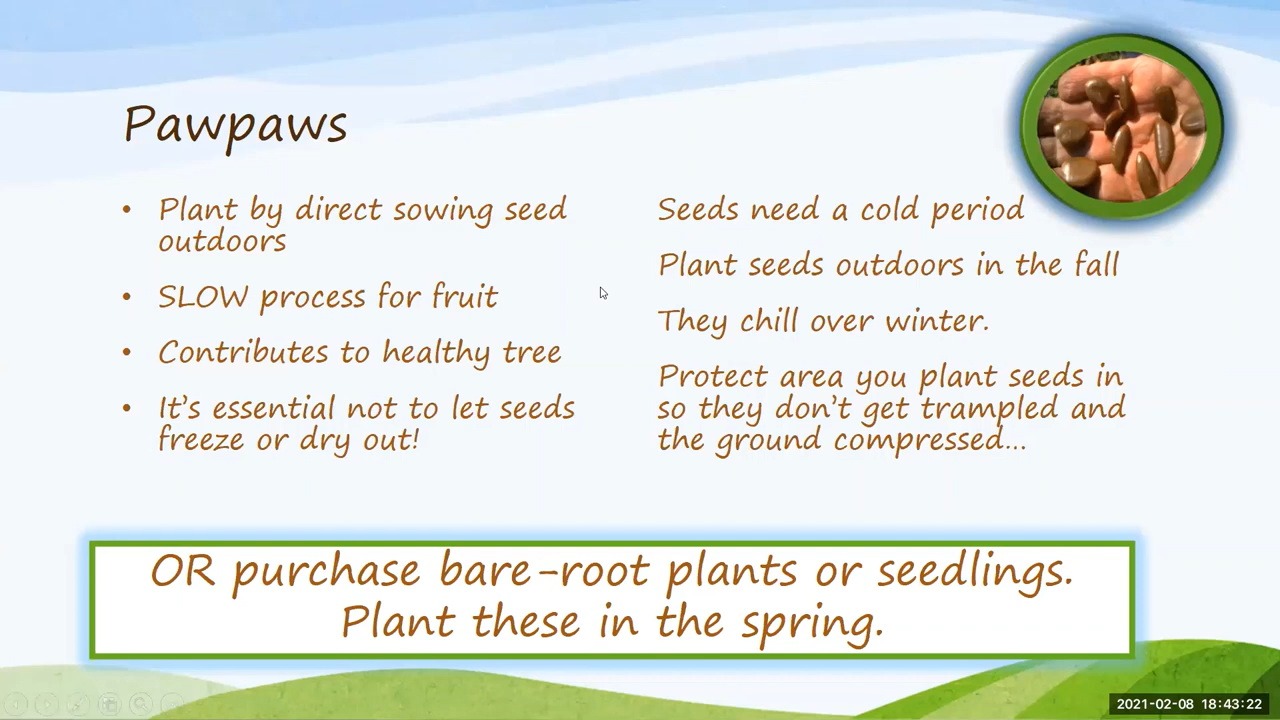 Pawpaws
• Plant by direct sowing seed
outdoors
• SLOW process for fruit
• Contributes to healthy tree
• It's essential not to let seeds
freeze or dry out!
Seeds need a cold period
Plant seeds outdoors in the fall
They chill over winter.
Protect area you plant seeds in
so they don't get trampled and
the ground compressed...
OR purchase bare-root plants or seedlings.
Plant these in the spring.
2021-02-08 18:43:22